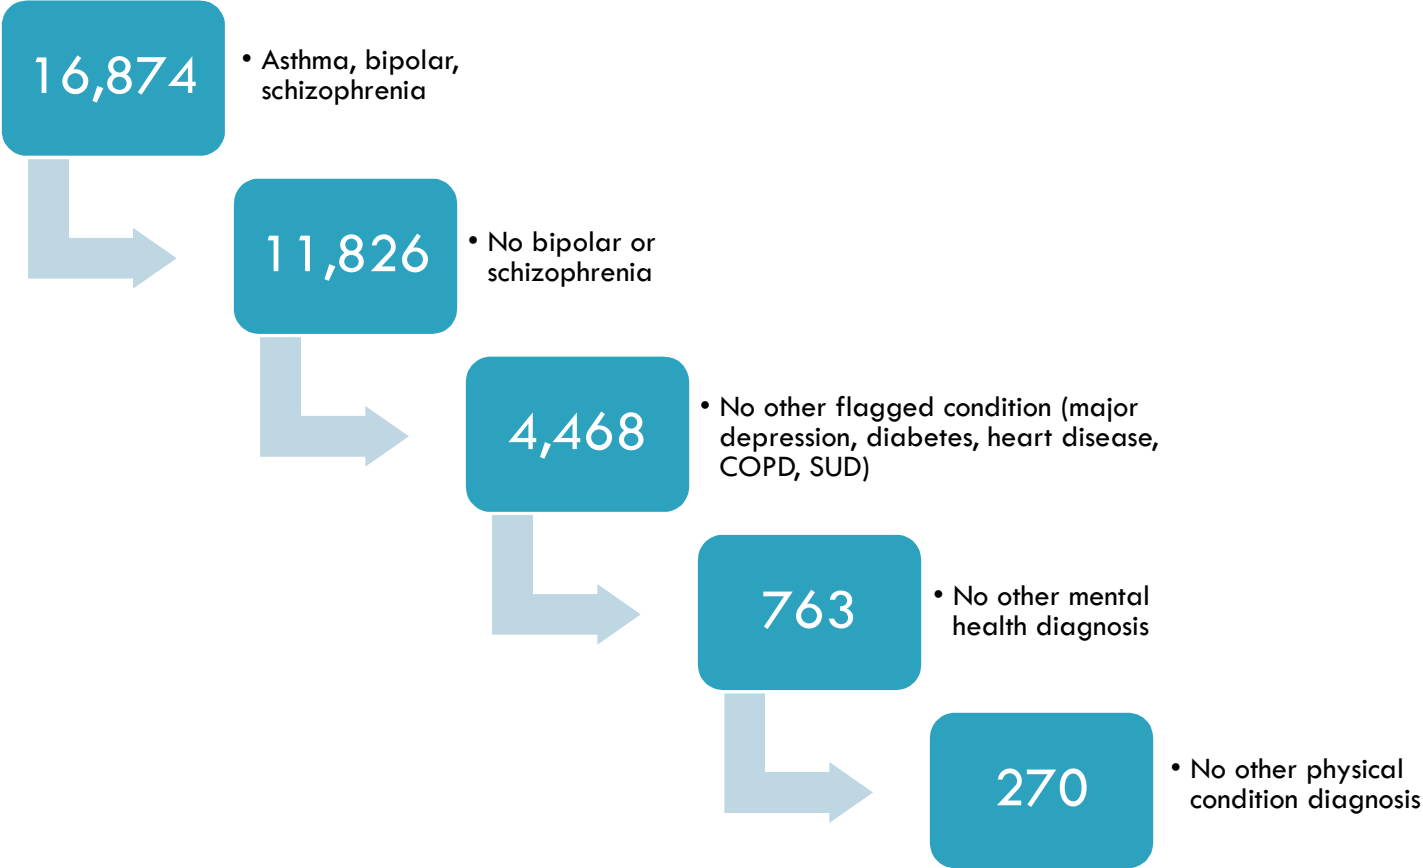 16,874
• Asthma, bipolar,
schizophrenia
11,826
• No bipolar or
schizophrenia
4,468
• No other flagged condition (major
depression, diabetes, heart disease,
COPD, SUD)
763
• No other mental
health diagnosis
270
• No other physical
condition diagnosis